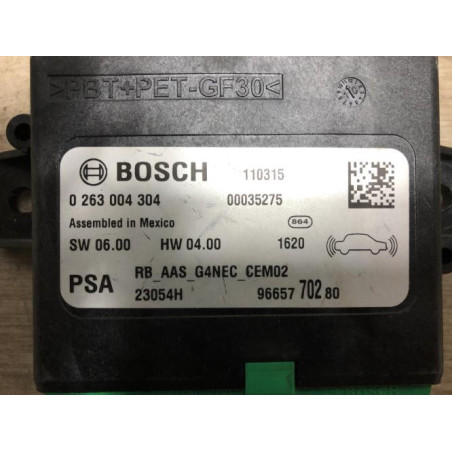 >PBT+PET-GF30<
BOSCH 110315
0 263 004 304 00035275
Assembled in Mexico 864
SW 06.00 HW 04.00 1620
PSA RB_AAS_G4NEC_CEM02
23054H 96657 702 80
BOSCH